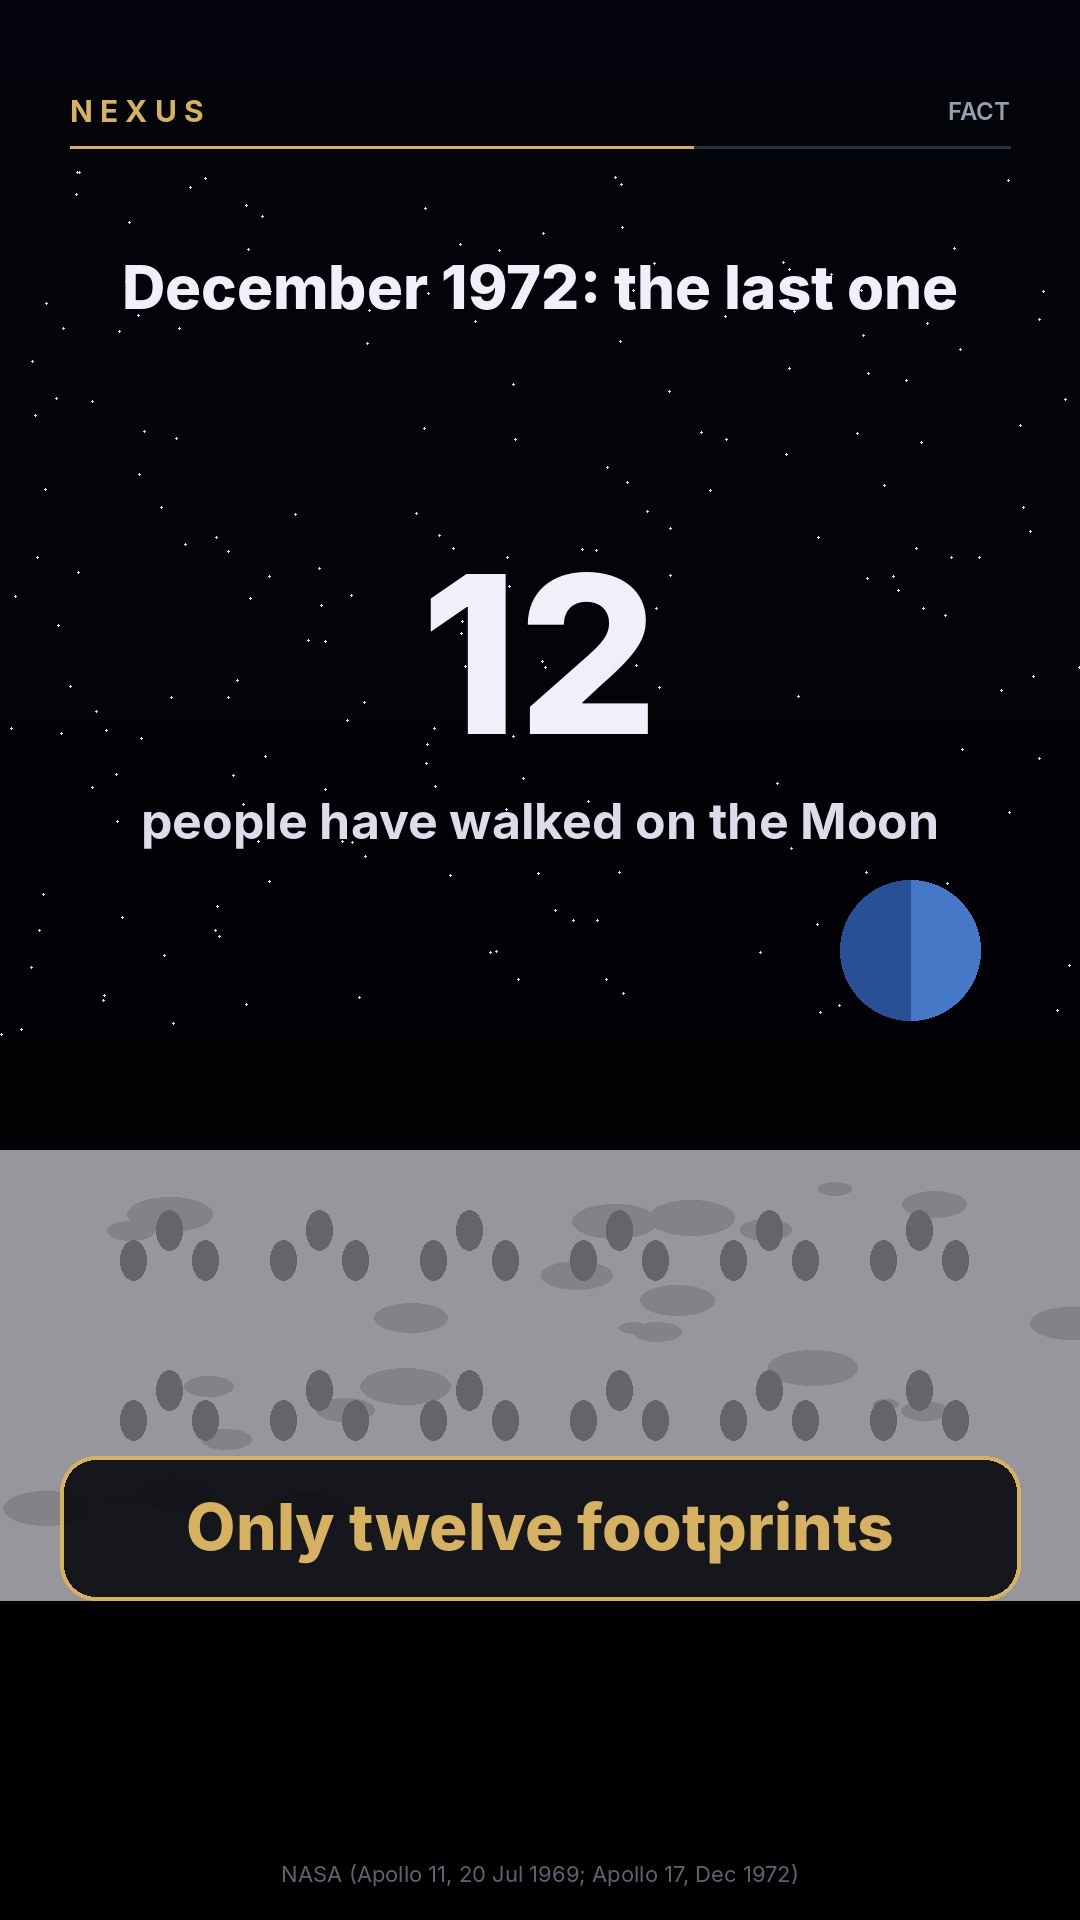 NEXUS
FACT
December 1972: the last one
12
people have walked on the Moon
Only twelve footprints
NASA (Apollo 11, 20 Jul 1969; Apollo 17, Dec 1972)